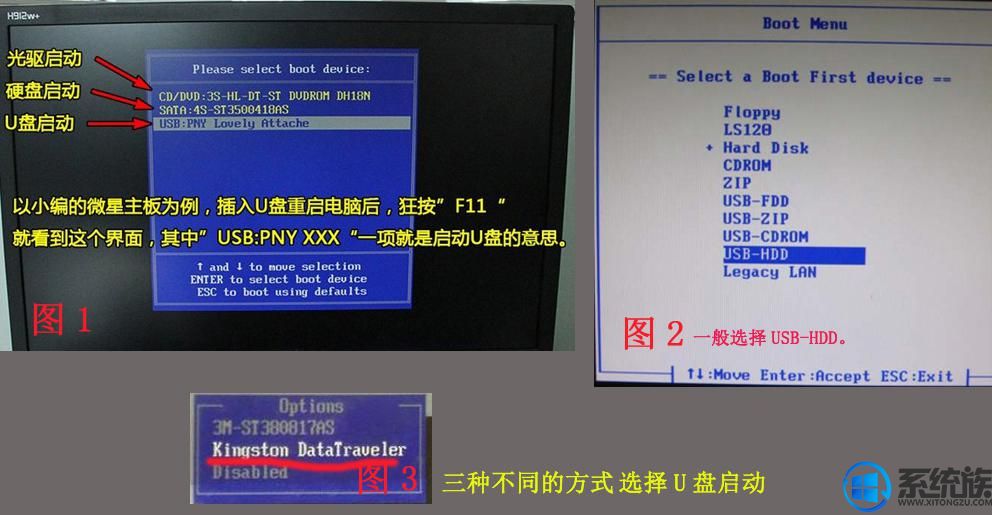 H912w+
光驱启动
硬盘启动
U盘启动
Please select boot device:
CD/DVD:3S-HL-DT-ST DVDROM DH18N
SATA:4S-ST3500418AS
USB:PNY Lovely Attache
以小编的微星主板为例，插入U盘重启电脑后，狂按”F11“
就看到这个界面，其中”USB:PNY XXX“一项就是启动U盘的意思。
↑ and ↓ to move selection
ENTER to select boot device
ESC to boot using defaults
图 1
Boot Menu
== Select a Boot First device ==
Floppy
LS120
+ Hard Disk
CDROM
ZIP
USB-FDD
USB-ZIP
USB-CDROM
USB-HDD
Legacy LAN
图 2 一般选择 USB-HDD。
↑↓:Move Enter:Accept ESC:Exit
Options
3M-ST380817AS
Kingston DataTraveler
Disabled
图 3
三种不同的方式 选择 U 盘启动
系统族
WWW.XITONGZU.COM